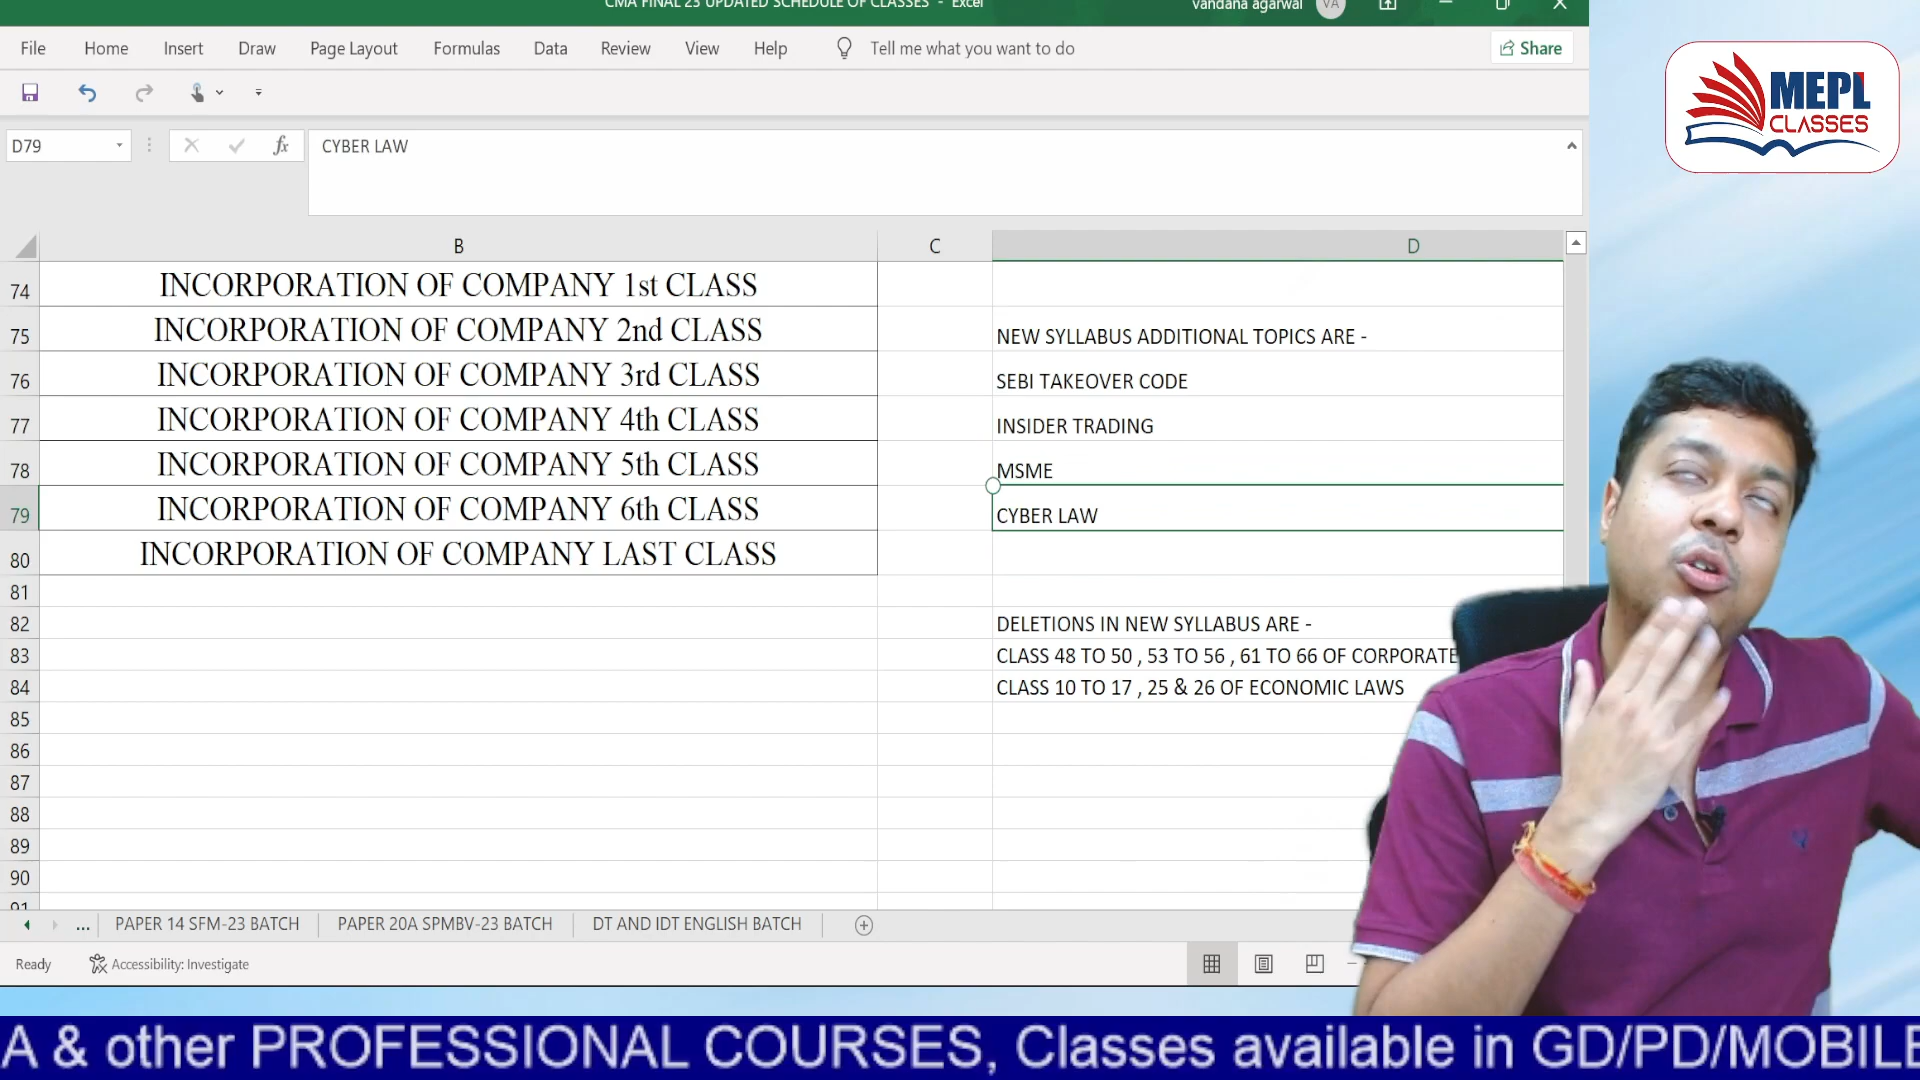 CMA FINAL 23 UPDATED SCHEDULE OF CLASSES - Excel
vandana agarwal VA
File Home Insert Draw Page Layout Formulas Data Review View Help Tell me what you want to do Share
D79 fx CYBER LAW
B C D
74 INCORPORATION OF COMPANY 1st CLASS
75 INCORPORATION OF COMPANY 2nd CLASS NEW SYLLABUS ADDITIONAL TOPICS ARE -
76 INCORPORATION OF COMPANY 3rd CLASS SEBI TAKEOVER CODE
77 INCORPORATION OF COMPANY 4th CLASS INSIDER TRADING
78 INCORPORATION OF COMPANY 5th CLASS MSME
79 INCORPORATION OF COMPANY 6th CLASS CYBER LAW
80 INCORPORATION OF COMPANY LAST CLASS
81
82 DELETIONS IN NEW SYLLABUS ARE -
83 CLASS 48 TO 50 , 53 TO 56 , 61 TO 66 OF CORPORATE
84 CLASS 10 TO 17 , 25 & 26 OF ECONOMIC LAWS
85
86
87
88
89
90
91
... PAPER 14 SFM-23 BATCH PAPER 20A SPMBV-23 BATCH DT AND IDT ENGLISH BATCH
Ready Accessibility: Investigate
MEPL
CLASSES
A & other PROFESSIONAL COURSES, Classes available in GD/PD/MOBILE